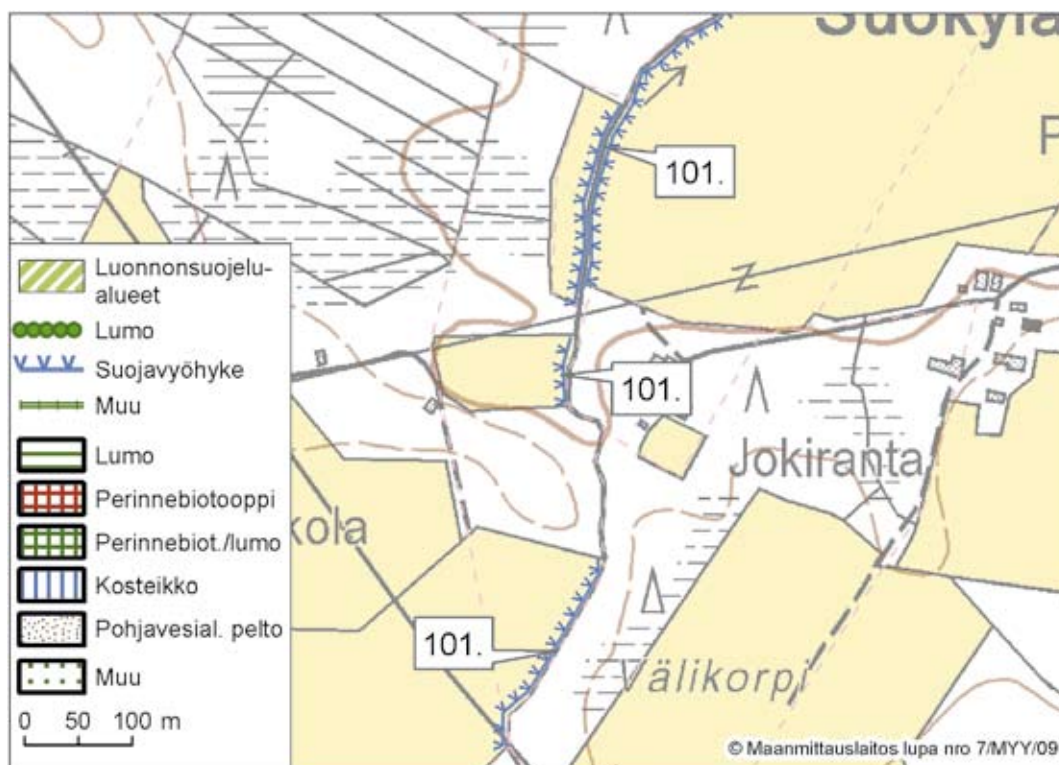 Suokylä
P
101.
101.
Jokiranta
kola
101.
Välikorpi
Luonnonsuojelu-
alueet
Lumo
Suojavyöhyke
Muu
Lumo
Perinnebiotooppi
Perinnebiot./lumo
Kosteikko
Pohjavesial. pelto
Muu
0 50 100 m
© Maanmittauslaitos lupa nro 7/MYY/09